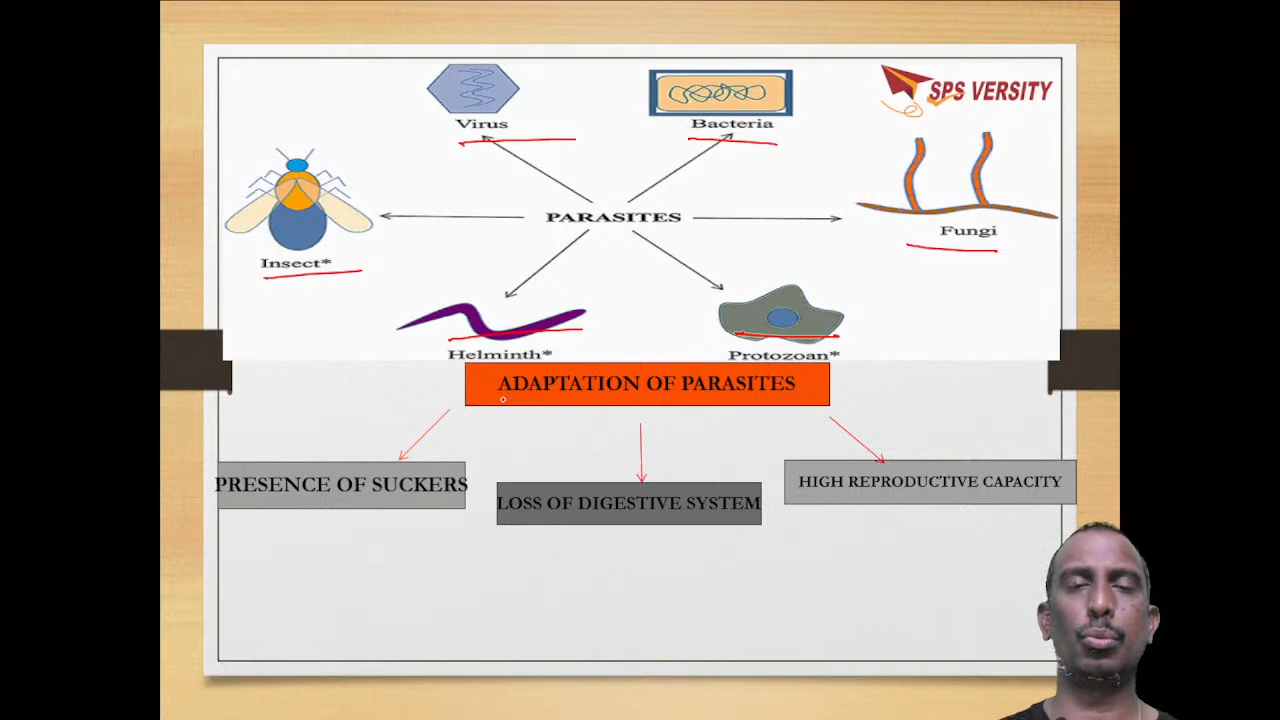 Virus
Bacteria
SPS VERSITY
PARASITES
Fungi
Insect*
Helminth*
Protozoan*
ADAPTATION OF PARASITES
PRESENCE OF SUCKERS
LOSS OF DIGESTIVE SYSTEM
HIGH REPRODUCTIVE CAPACITY